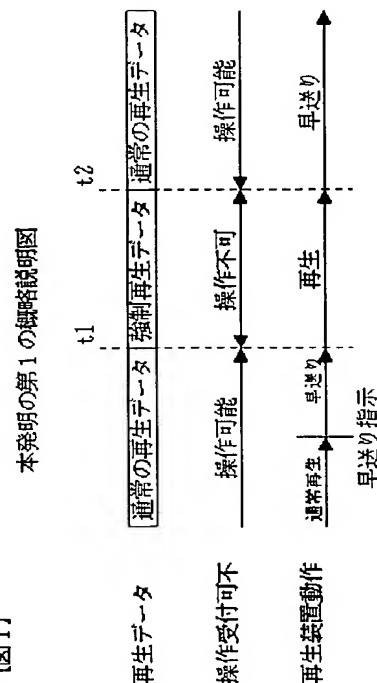 【図1】
本発明の第1の概略説明図
t1 t2
再生データ 通常の再生データ 強制再生データ 通常の再生データ
操作受付可不 操作可能 操作不可 操作可能
再生装置動作 通常再生 早送り 再生 早送り
早送り指示